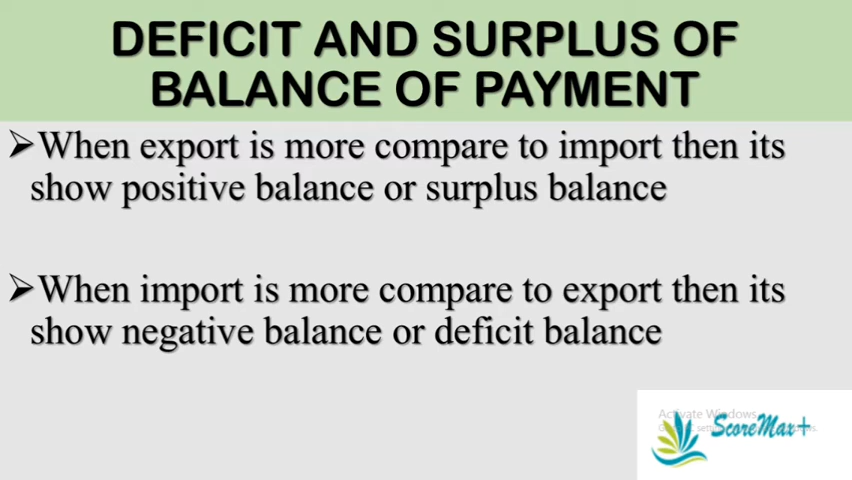 DEFICIT AND SURPLUS OF
BALANCE OF PAYMENT
➢When export is more compare to import then its
show positive balance or surplus balance
➢When import is more compare to export then its
show negative balance or deficit balance
Activate Windows
ScoreMax+